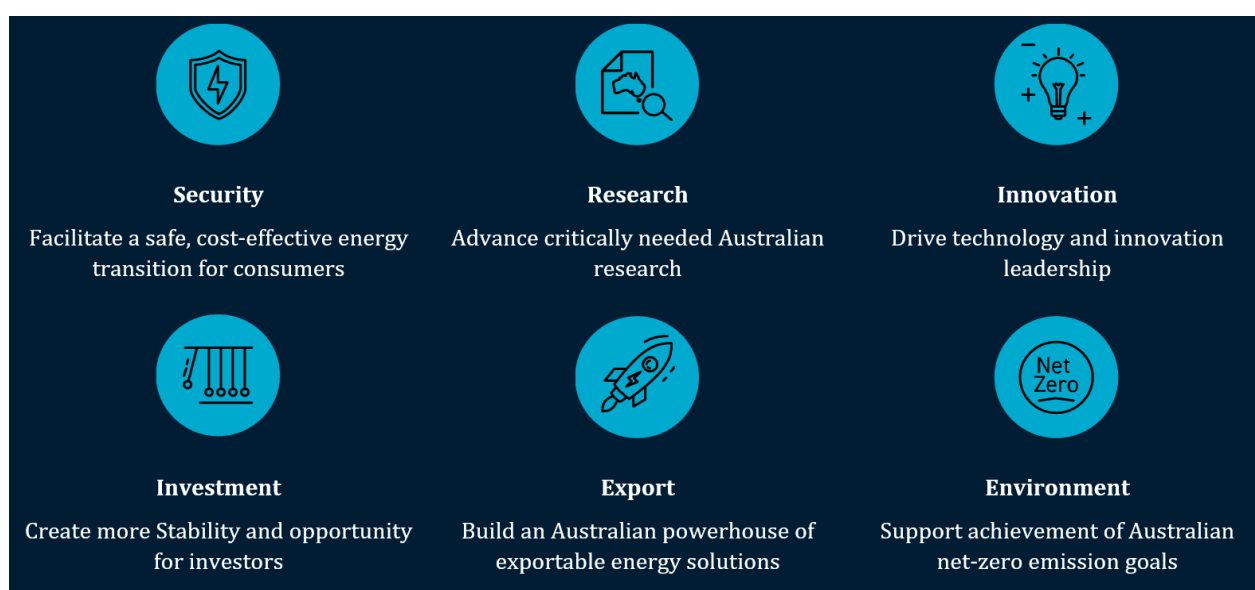 Security
Facilitate a safe, cost-effective energy
transition for consumers
Research
Advance critically needed Australian
research
Innovation
Drive technology and innovation
leadership
Net
Zero
Investment
Create more Stability and opportunity
for investors
Export
Build an Australian powerhouse of
exportable energy solutions
Environment
Support achievement of Australian
net-zero emission goals